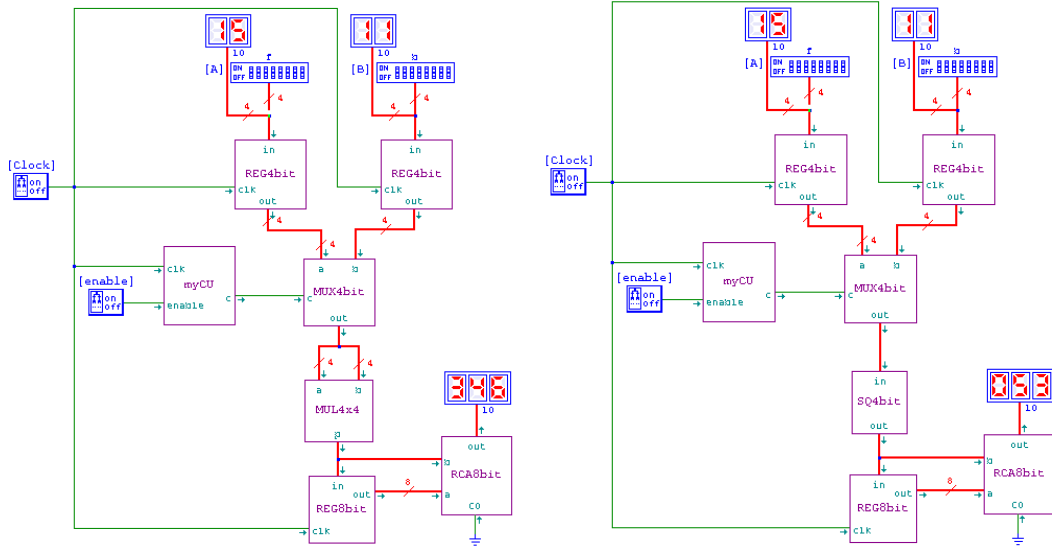 15
11
10
f
b
[A]
ON
OFF
[B]
ON
OFF
4
4
4
4
in
REG4bit
clk
out
in
REG4bit
clk
out
[Clock]
on
off
4
4
4
[enable]
on
off
clk
myCU
enable
c
a
b
MUX4bit
c
out
4
4
a
b
MUL4x4
p
346
10
out
b
RCA8bit
a
C0
in
out
REG8bit
clk
8
15
11
10
f
b
[A]
ON
OFF
[B]
ON
OFF
4
4
4
4
in
REG4bit
clk
out
in
REG4bit
clk
out
[Clock]
on
off
4
4
[enable]
on
off
clk
myCU
enable
c
a
b
MUX4bit
c
out
in
SQ4bit
out
053
10
out
b
RCA8bit
a
C0
in
out
REG8bit
clk
8